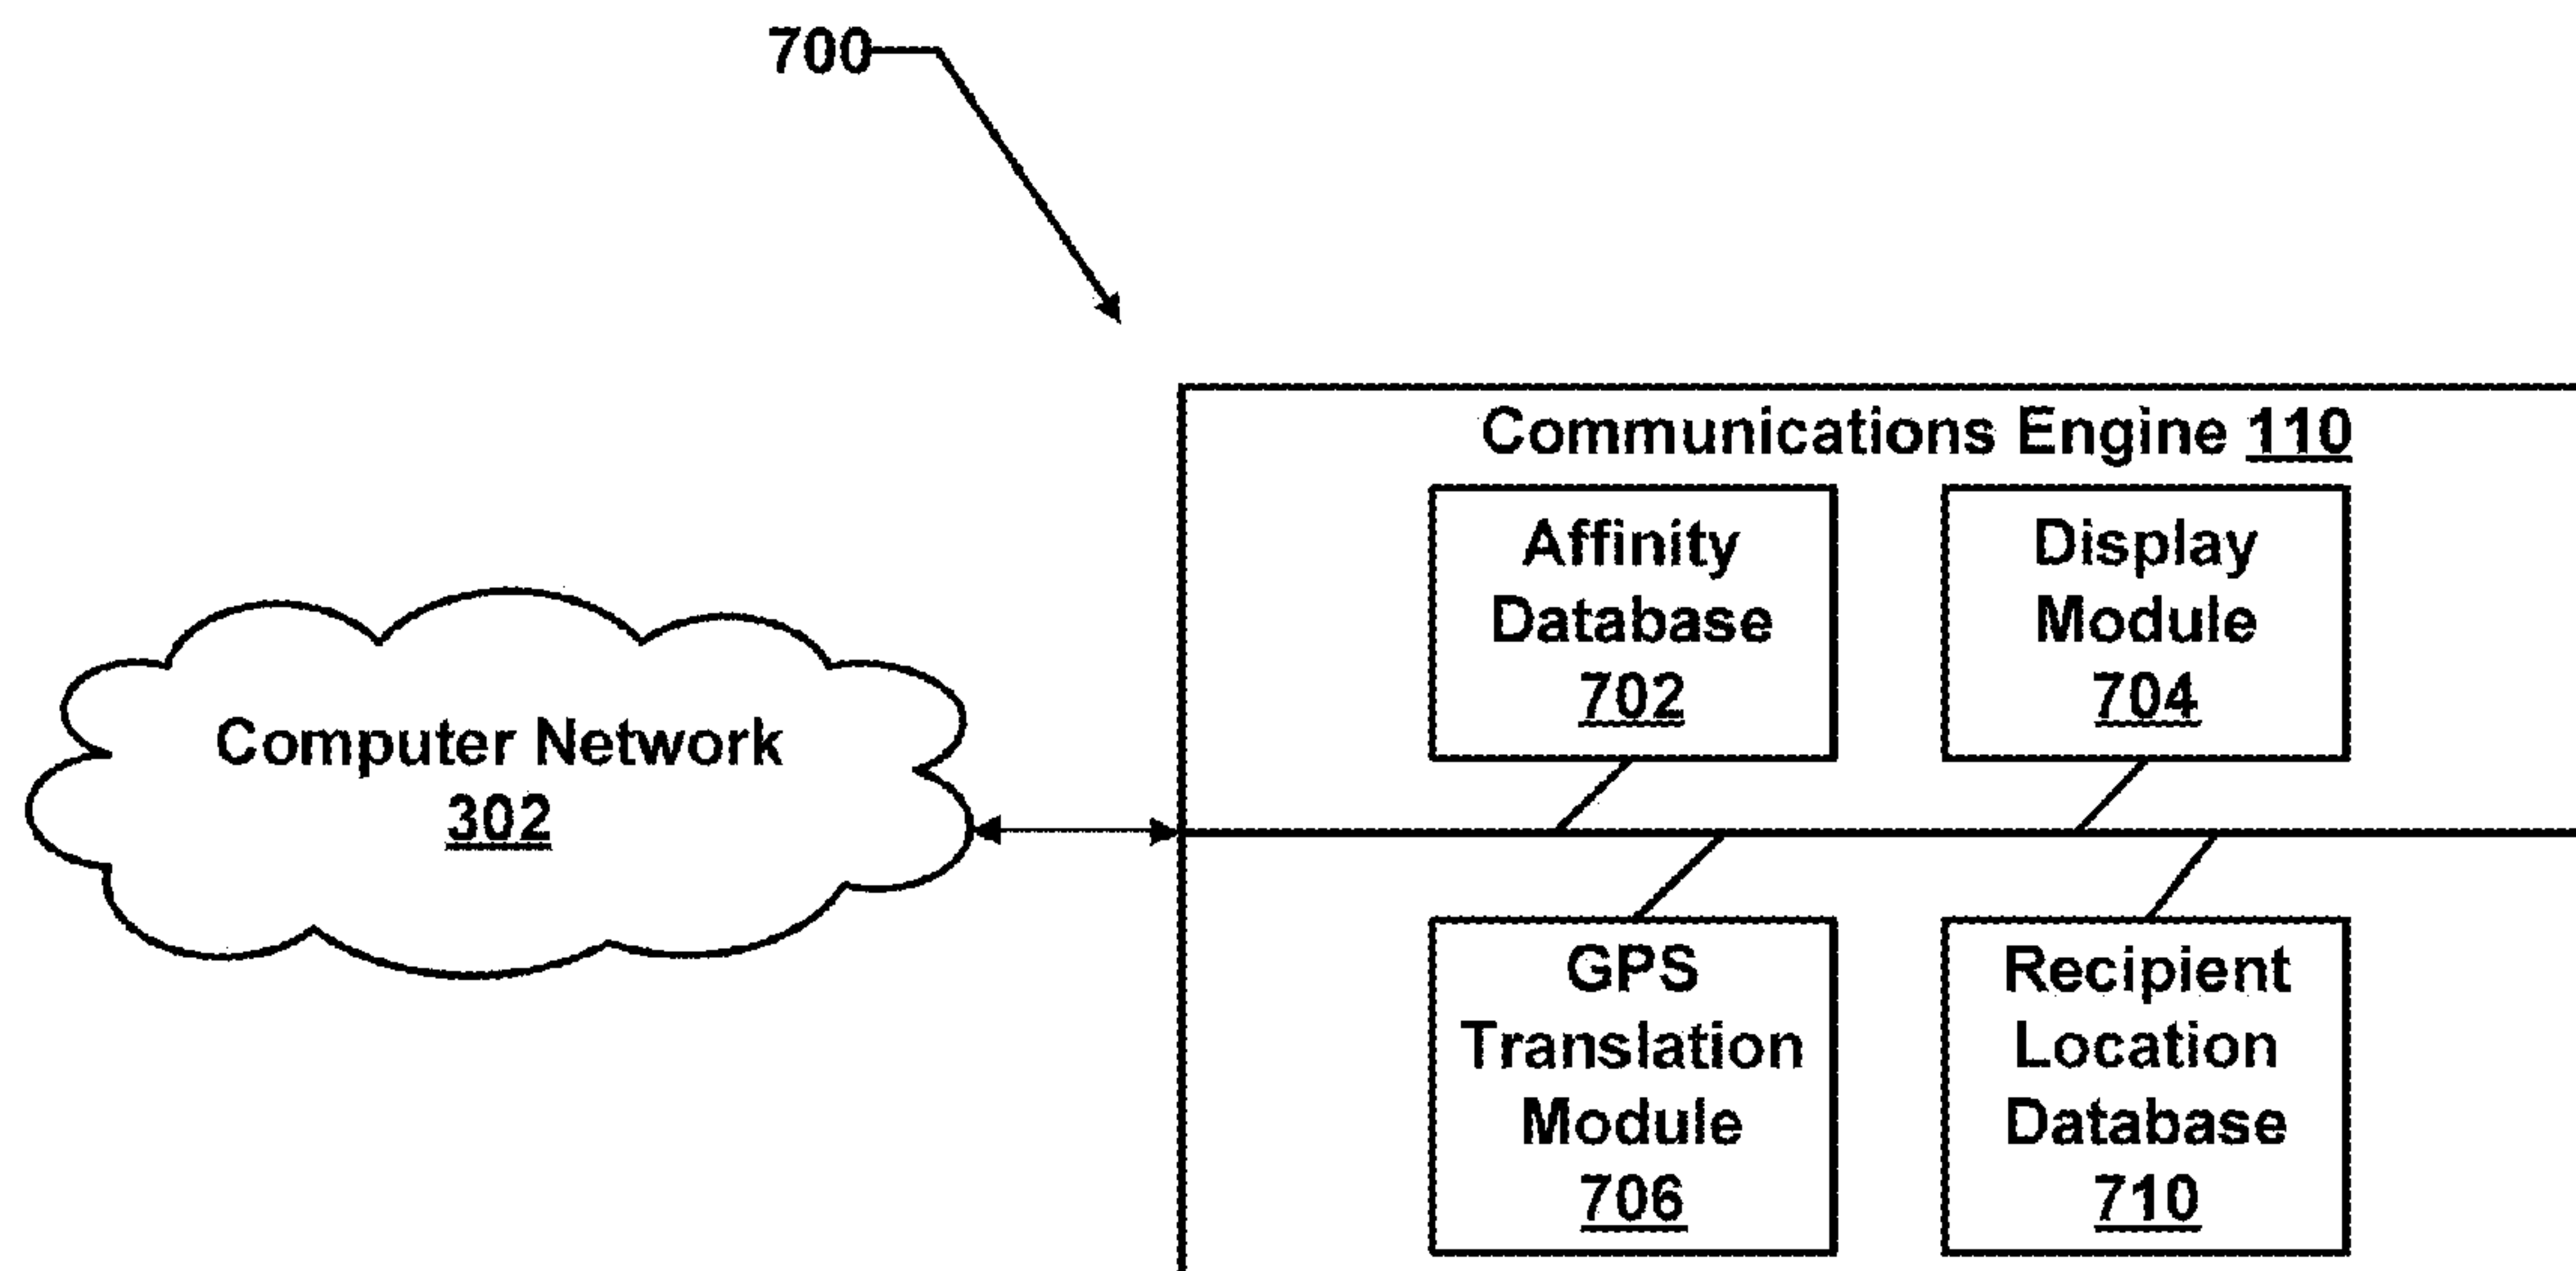 700
Communications Engine 110
Affinity
Database
702
Display
Module
704
Computer Network
302
GPS
Translation
Module
706
Recipient
Location
Database
710